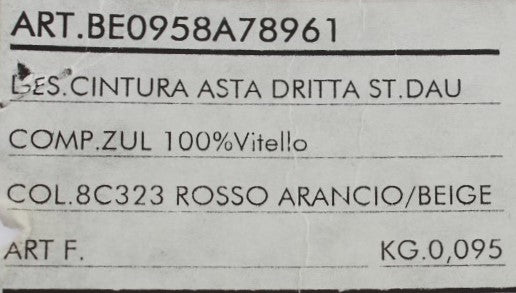 ART.BE0958A78961
DES.CINTURA ASTA DRITTA ST.DAU
COMP.ZUL 100%Vitello
COL.8C323 ROSSO ARANCIO/BEIGE
ART F. KG.0,095